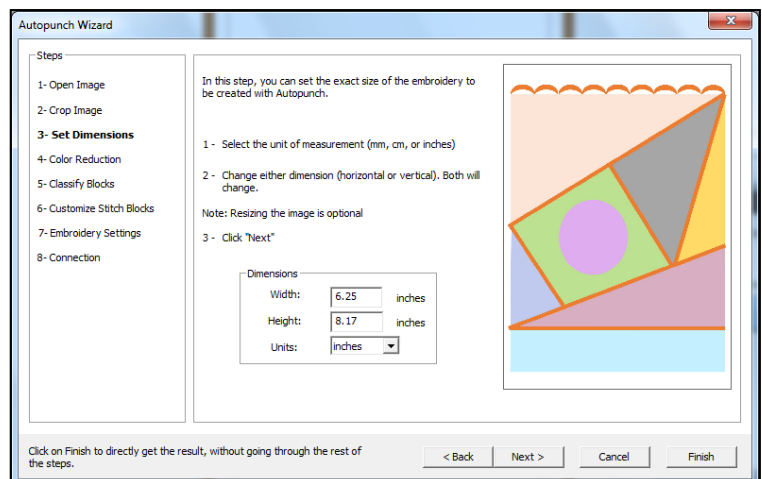 Autopunch Wizard
x
Steps
1- Open Image
2- Crop Image
3- Set Dimensions
4- Color Reduction
5- Classify Blocks
6- Customize Stitch Blocks
7- Embroidery Settings
8- Connection
In this step, you can set the exact size of the embroidery to
be created with Autopunch.
1 - Select the unit of measurement (mm, cm, or inches)
2 - Change either dimension (horizontal or vertical). Both will
change.
Note: Resizing the image is optional
3 - Click "Next"
Dimensions
Width: 6.25 inches
Height: 8.17 inches
Units: inches
Click on Finish to directly get the result, without going through the rest of
the steps.
< Back Next > Cancel Finish